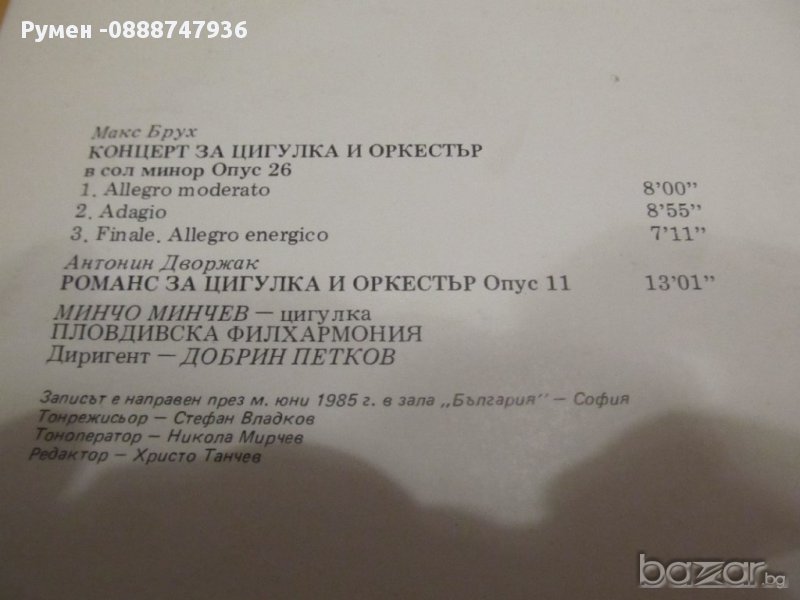 Румен -0888747936
Макс Брух
КОНЦЕРТ ЗА ЦИГУЛКА И ОРКЕСТЪР
в сол минор Опус 26
1. Allegro moderato 8’00”
2. Adagio 8’55”
3. Finale. Allegro energico 7’11”
Антонин Дворжак
РОМАНС ЗА ЦИГУЛКА И ОРКЕСТЪР Опус 11 13’01”
МИНЧО МИНЧЕВ — цигулка
ПЛОВДИВСКА ФИЛХАРМОНИЯ
Диригент — ДОБРИН ПЕТКОВ
Записът е направен през м. юни 1985 г. в зала „България” — София
Тонрежисьор — Стефан Владков
Тоноператор — Никола Мирчев
Редактор — Христо Танчев
bazar.bg